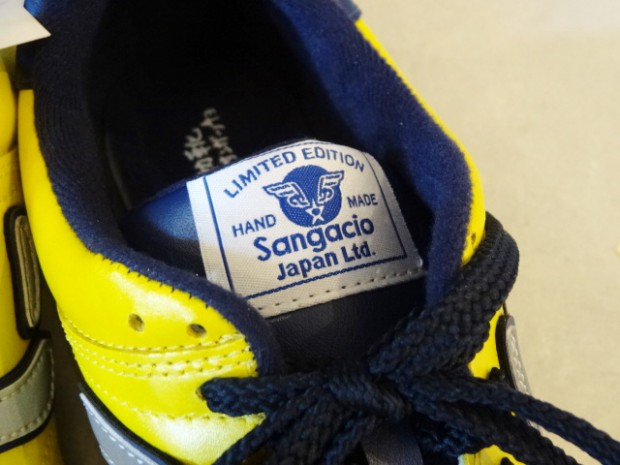 LIMITED EDITION
HAND MADE
Sangacio
Japan Ltd.